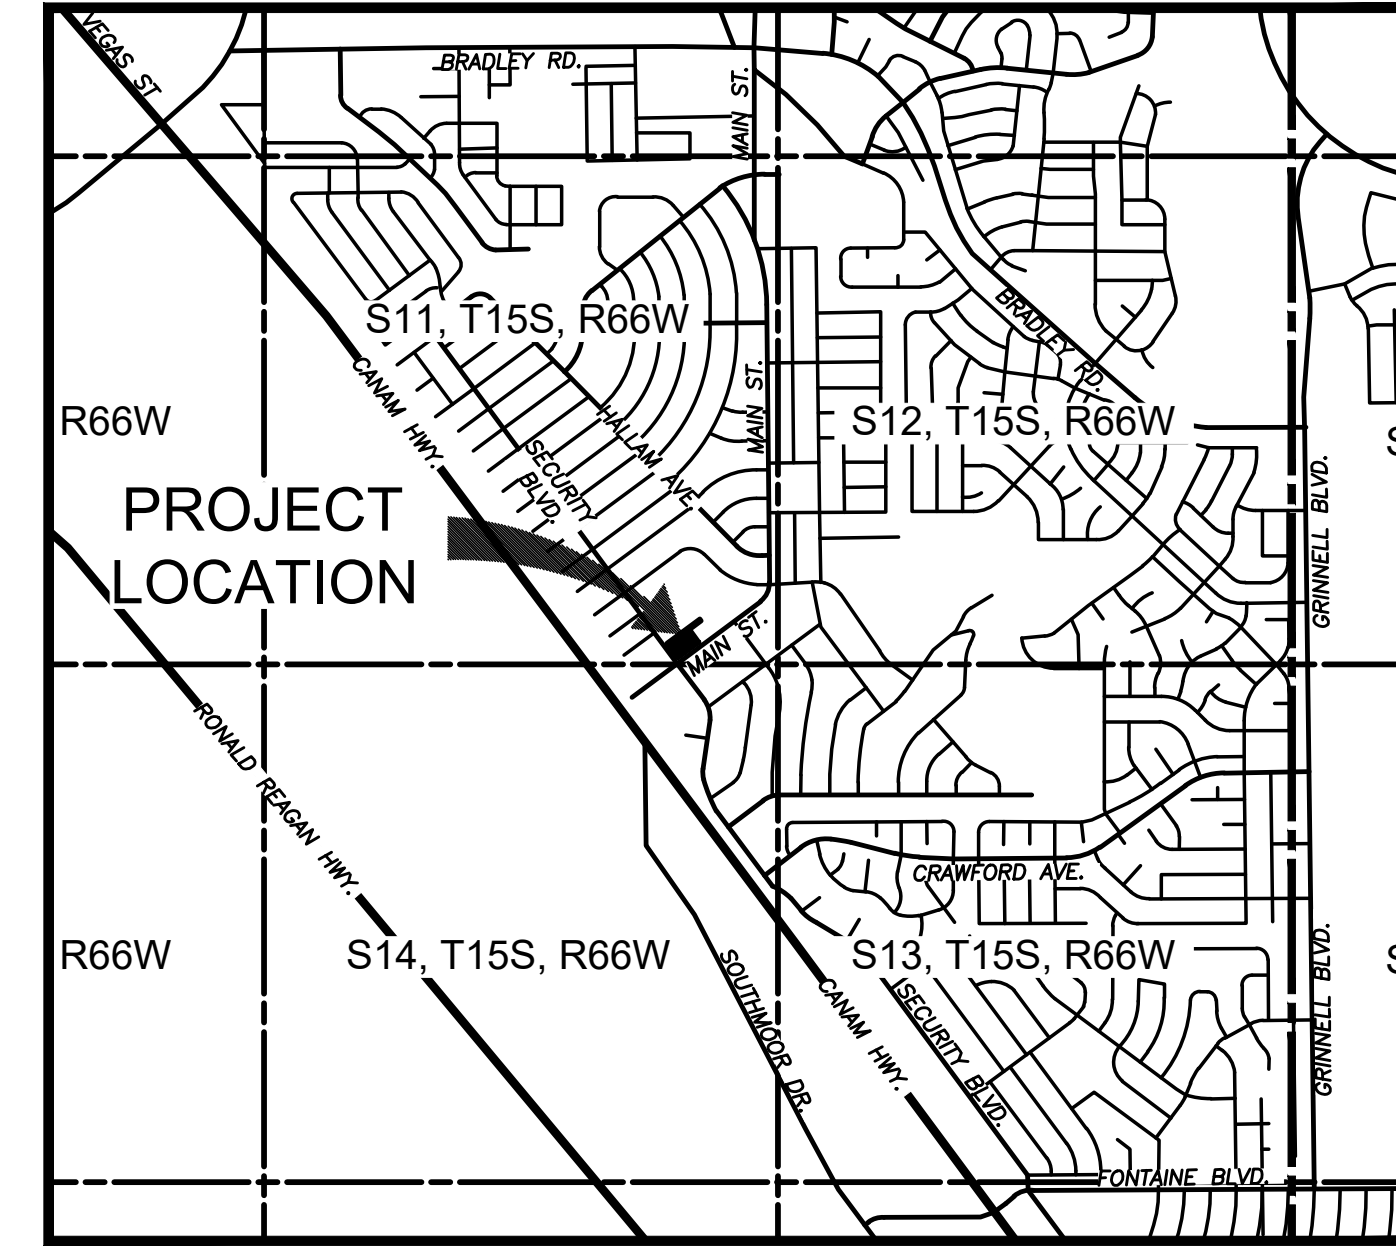 VEGAS ST
BRADLEY RD.
MAIN ST.
S11, T15S, R66W
BRADLEY RD.
CANAM HWY.
MAIN ST.
R66W
HALLAM AVE.
S12, T15S, R66W
S
SECURITY
BLVD.
PROJECT
LOCATION
GRINNELL BLVD.
MAIN ST.
RONALD REAGAN HWY.
CRAWFORD AVE.
R66W
S14, T15S, R66W
S13, T15S, R66W
S
SOUTHMOOR DR.
CANAM HWY.
SECURITY BLVD.
GRINNELL BLVD.
FONTAINE BLVD.